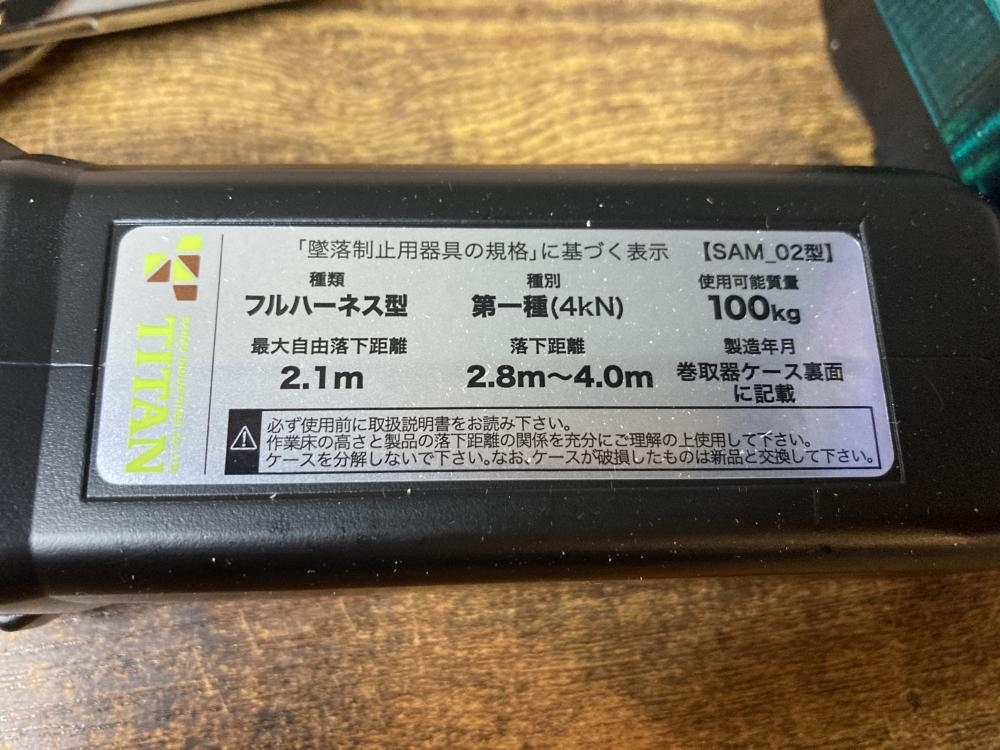 「墜落制止用器具の規格」に基づく表示 【SAM_02型】
種類 種別 使用可能質量
フルハーネス型 第一種(4kN) 100kg
最大自由落下距離 落下距離 製造年月
2.1m 2.8m〜4.0m 巻取器ケース裏面
に記載
必ず使用前に取扱説明書をお読み下さい。
作業床の高さと製品の落下距離の関係を充分にご理解の上使用して下さい。
ケースを分解しないで下さい。なお、ケースが破損したものは新品と交換して下さい。
TITAN